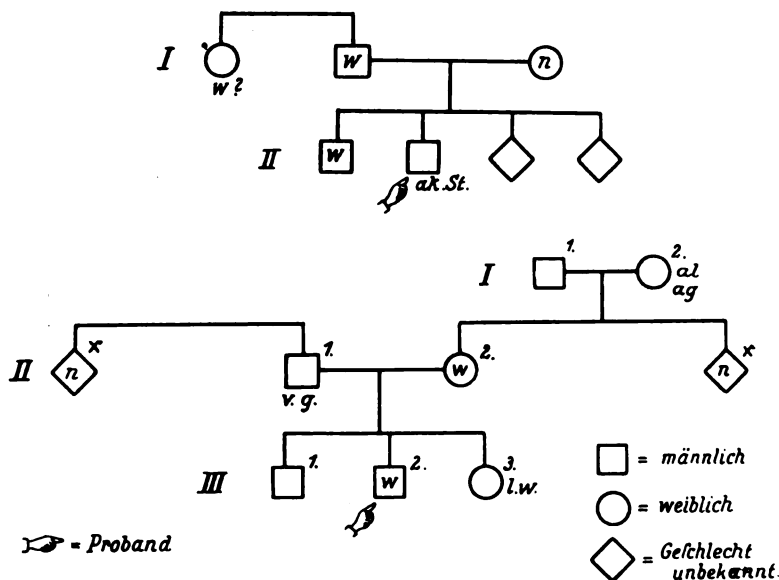 I w? w n
II w ak. St.
I 1. 2. al
ag
II n x 1. v. g. w 2. n x
III 1. w 2. 3. l.w.
= männlich
= weiblich
= Proband
= Geſchlecht
unbekannt.